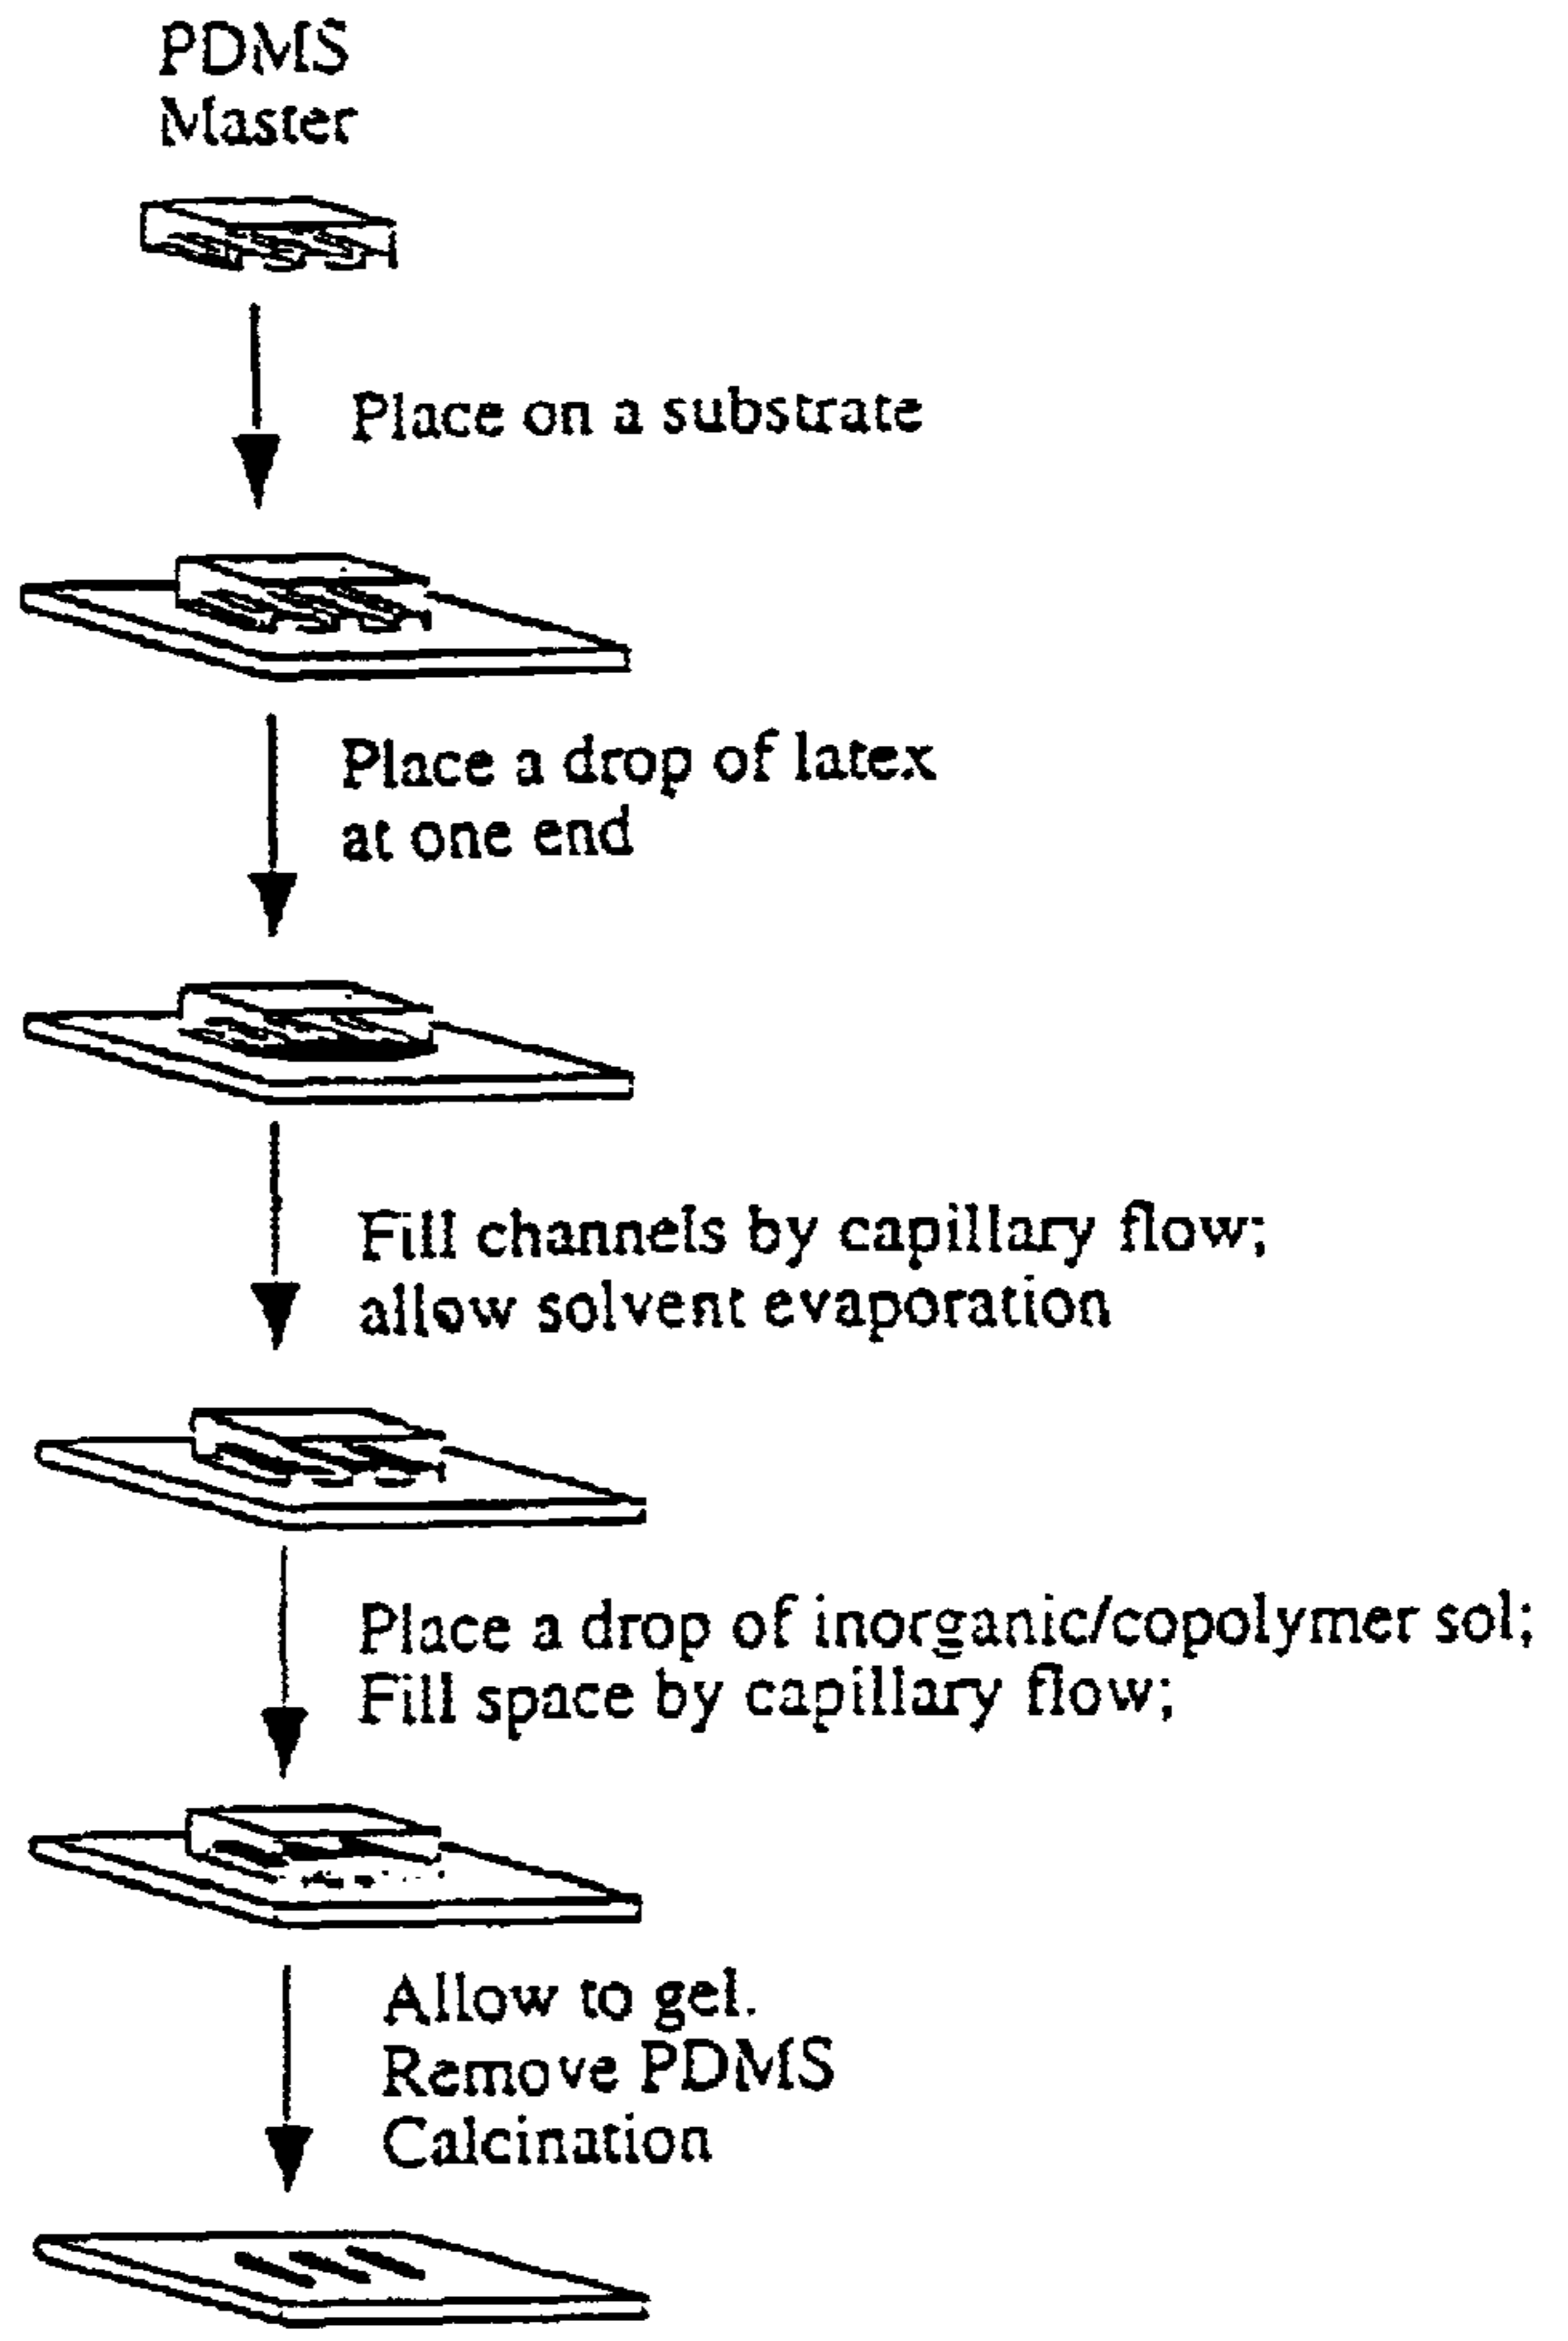 PDMS
Master
Place on a substrate
Place a drop of latex
at one end
Fill channels by capillary flow;
allow solvent evaporation
Place a drop of inorganic/copolymer sol;
Fill space by capillary flow;
Allow to gel.
Remove PDMS
Calcination